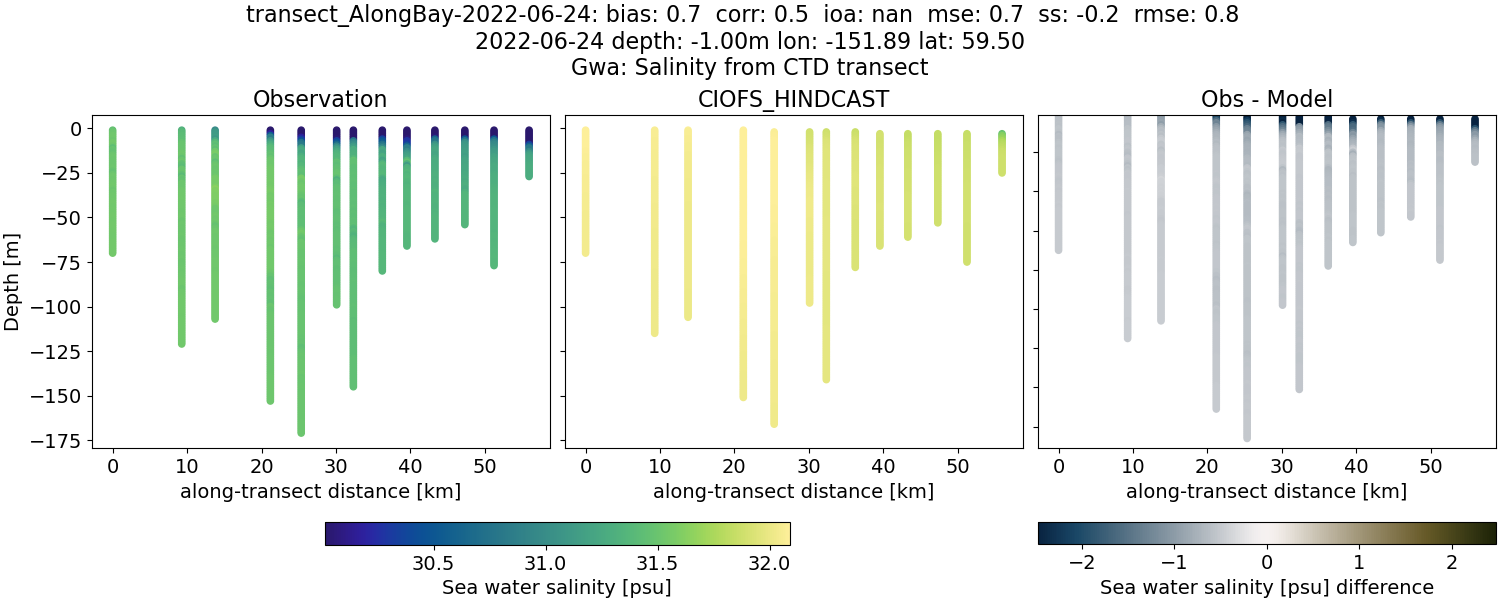 transect_AlongBay-2022-06-24: bias: 0.7  corr: 0.5  ioa: nan  mse: 0.7  ss: -0.2  rmse: 0.8
2022-06-24 depth: -1.00m lon: -151.89 lat: 59.50
Gwa: Salinity from CTD transect
Observation
CIOFS_HINDCAST
Obs - Model
Depth [m]
0
−25
−50
−75
−100
−125
−150
−175
0 10 20 30 40 50
0 10 20 30 40 50
0 10 20 30 40 50
along-transect distance [km]
along-transect distance [km]
along-transect distance [km]
30.5 31.0 31.5 32.0
Sea water salinity [psu]
−2 −1 0 1 2
Sea water salinity [psu] difference